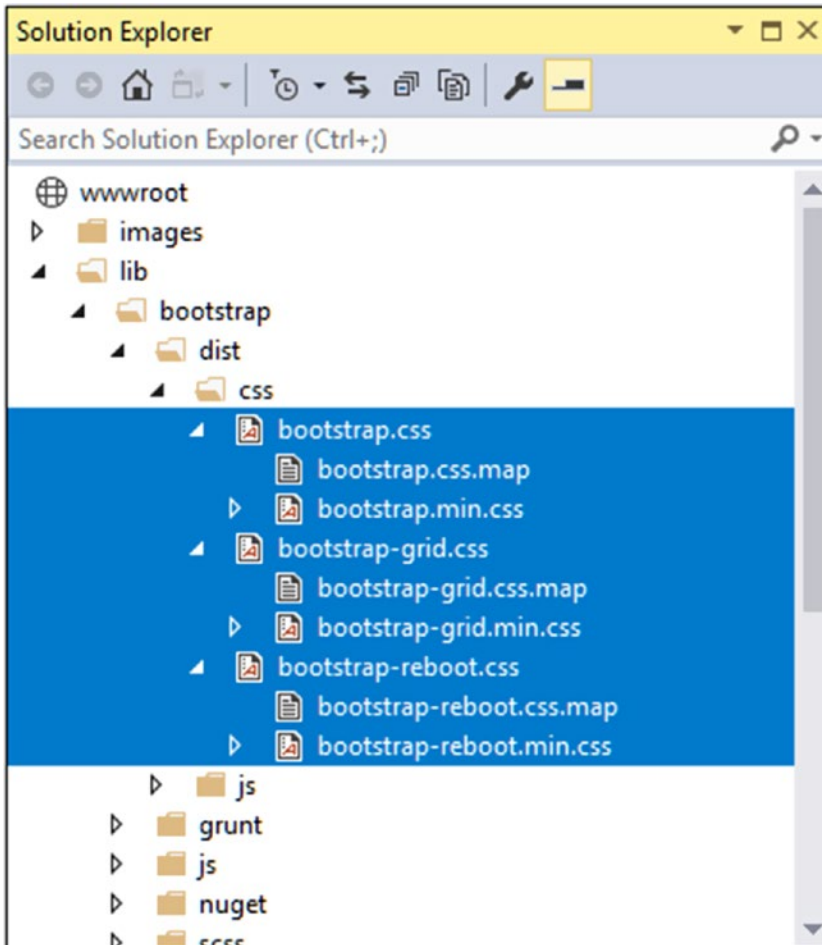 Solution Explorer
Search Solution Explorer (Ctrl+;)
wwwroot
images
lib
bootstrap
dist
css
bootstrap.css
bootstrap.css.map
bootstrap.min.css
bootstrap-grid.css
bootstrap-grid.css.map
bootstrap-grid.min.css
bootstrap-reboot.css
bootstrap-reboot.css.map
bootstrap-reboot.min.css
js
grunt
js
nuget
scss